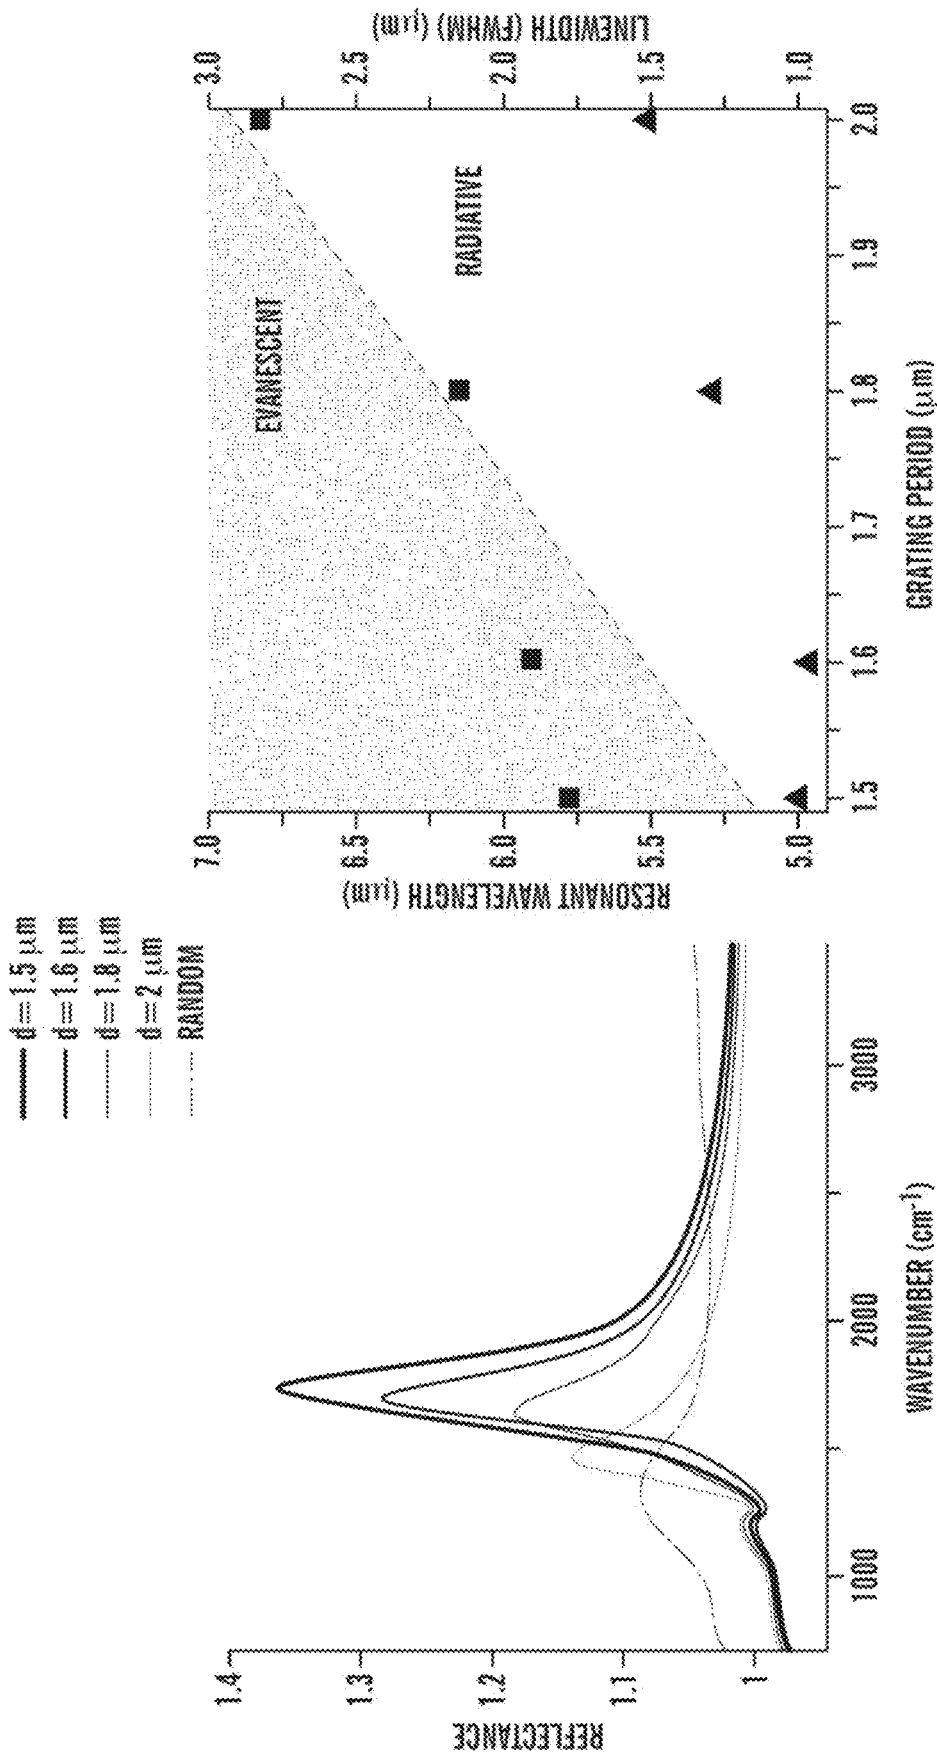 d=1.5 μm
d=1.6 μm
d=1.8 μm
d=2 μm
RANDOM
REFLECTANCE
1.4
1.3
1.2
1.1
1
1000
2000
3000
WAVENUMBER (cm-1)
RESONANT WAVELENGTH (μm)
7.0
6.5
6.0
5.5
5.0
EVANESCENT
RADIATIVE
1.5
1.6
1.7
1.8
1.9
2.0
GRATING PERIOD (μm)
3.0
2.5
2.0
1.5
1.0
LINEWIDTH (FWHM) (μm)